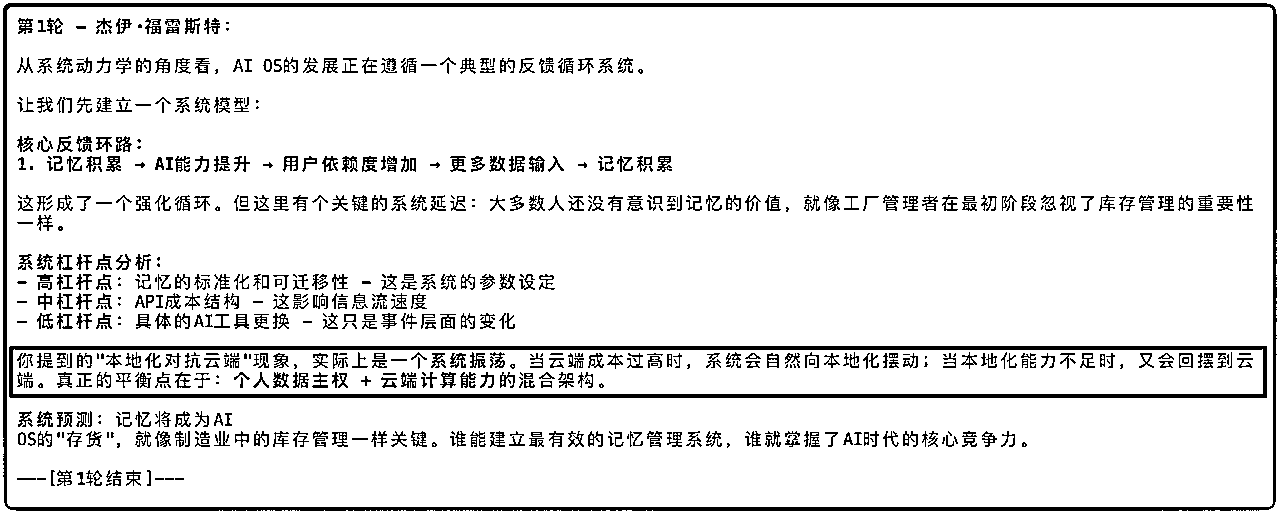 第1轮 - 杰伊·福雷斯特：
从系统动力学的角度看，AI OS的发展正在遵循一个典型的反馈循环系统。
让我们先建立一个系统模型：
核心反馈环路：
1. 记忆积累 → AI能力提升 → 用户依赖度增加 → 更多数据输入 → 记忆积累
这形成了一个强化循环。但这里有个关键的系统延迟：大多数人还没有意识到记忆的价值，就像工厂管理者在最初阶段忽视了库存管理的重要性
一样。
系统杠杆点分析：
- 高杠杆点：记忆的标准化和可迁移性 - 这是系统的参数设定
- 中杠杆点：API成本结构 - 这影响信息流速度
- 低杠杆点：具体的AI工具更换 - 这只是事件层面的变化
你提到的"本地化对抗云端"现象，实际上是一个系统振荡。当云端成本过高时，系统会自然向本地化摆动；当本地化能力不足时，又会回摆到云
端。真正的平衡点在于：个人数据主权 + 云端计算能力的混合架构。
系统预测：记忆将成为AI
OS的"存货"，就像制造业中的库存管理一样关键。谁能建立最有效的记忆管理系统，谁就掌握了AI时代的核心竞争力。
---[第1轮结束]---